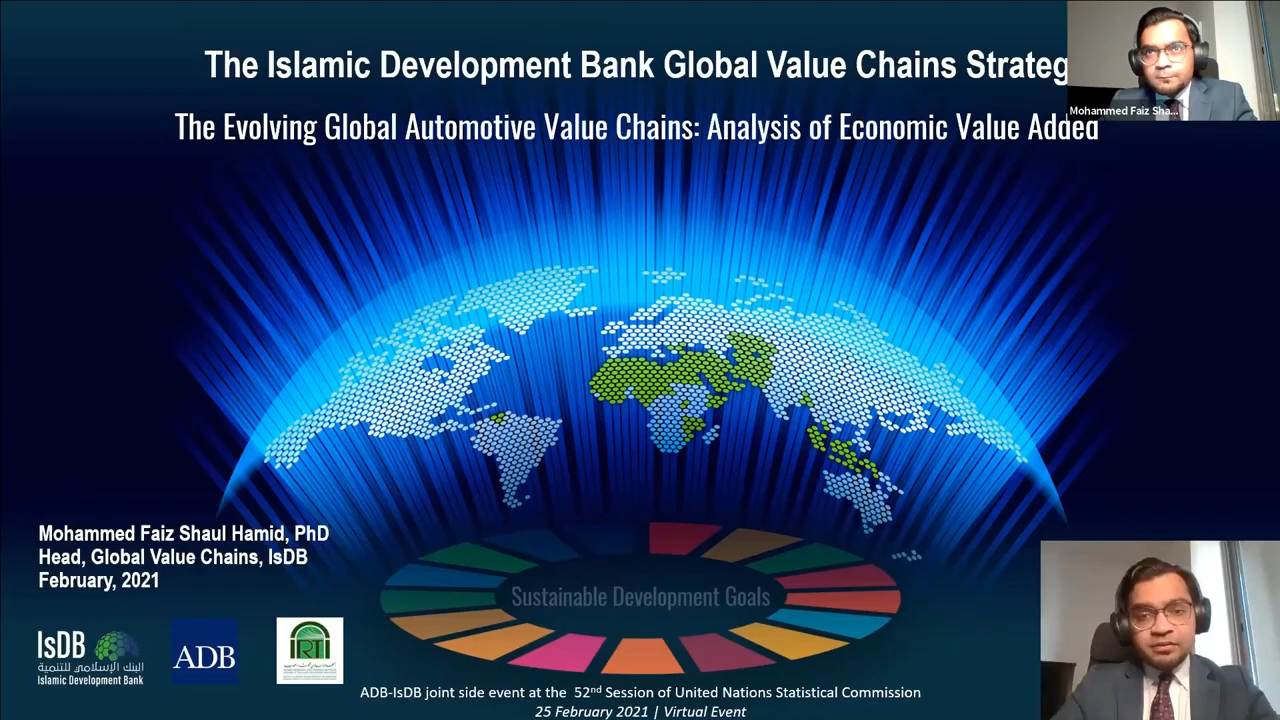 The Islamic Development Bank Global Value Chains Strateg
Mohammed Faiz Sha...
The Evolving Global Automotive Value Chains: Analysis of Economic Value Added
Mohammed Faiz Shaul Hamid, PhD
Head, Global Value Chains, IsDB
February, 2021
Sustainable Development Goals
IsDB
البنك الإسلامي للتنمية
Islamic Development Bank
ADB
IRTI
ADB-IsDB joint side event at the 52nd Session of United Nations Statistical Commission
25 February 2021 | Virtual Event